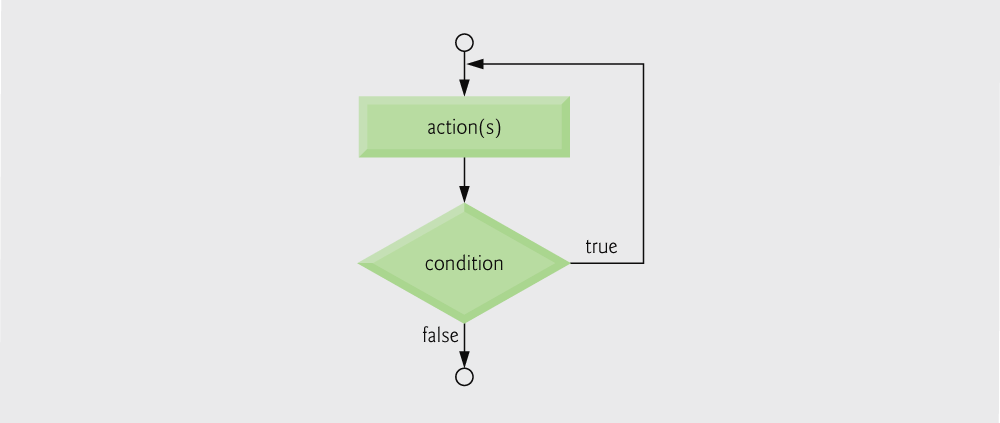 action(s)
condition
true
false